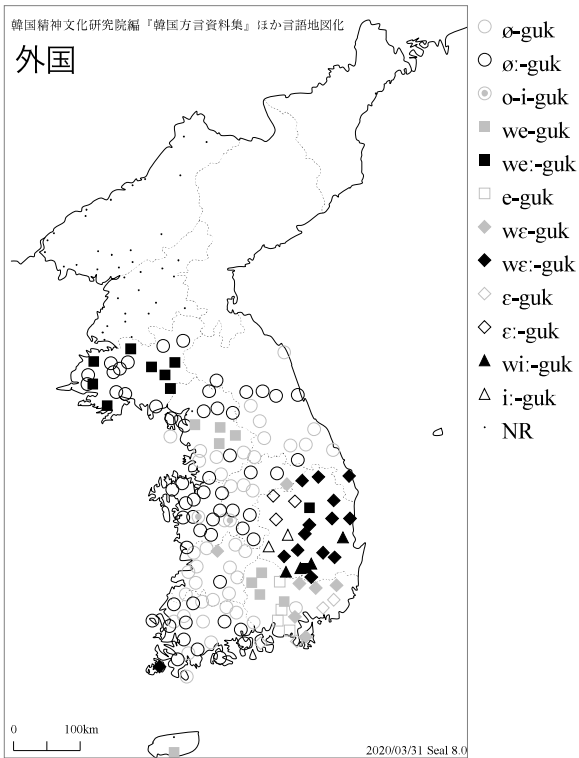 韓国精神文化研究院編『韓国方言資料集』ほか言語地図化
外国
ø-guk
øː-guk
o-i-guk
we-guk
weː-guk
e-guk
wɛ-guk
wɛː-guk
ɛ-guk
ɛː-guk
wiː-guk
iː-guk
NR
0 100km
2020/03/31 Seal 8.0